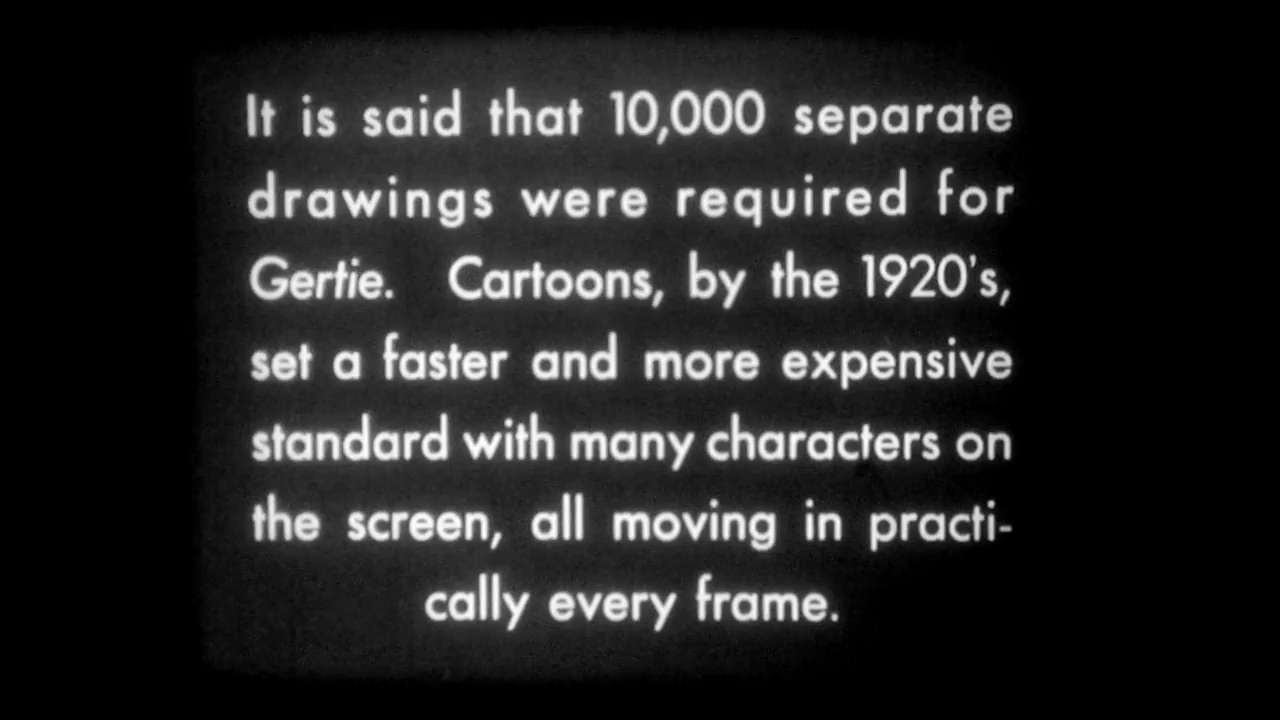 It is said that 10,000 separate
drawings were required for
Gertie. Cartoons, by the 1920's,
set a faster and more expensive
standard with many characters on
the screen, all moving in practi-
cally every frame.